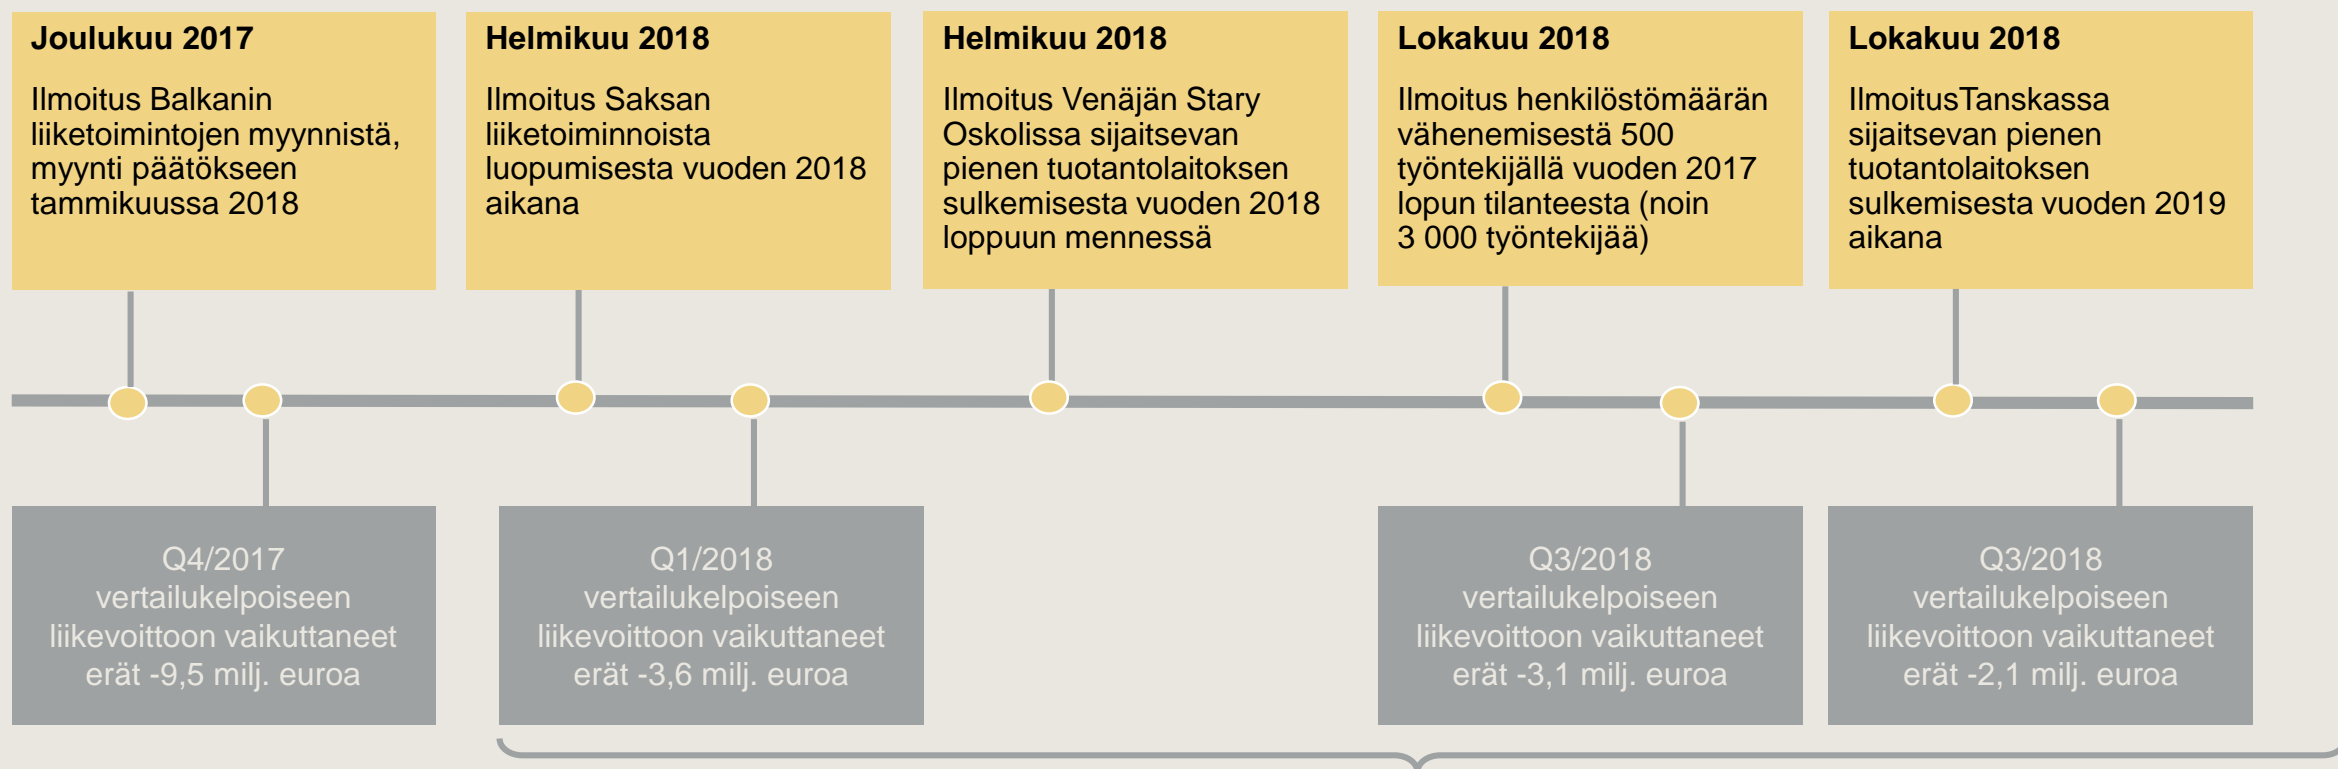 Joulukuu 2017
Ilmoitus Balkanin
liiketoimintojen myynnistä,
myynti päätökseen
tammikuussa 2018
Helmikuu 2018
Ilmoitus Saksan
liiketoiminnoista
luopumisesta vuoden 2018
aikana
Helmikuu 2018
Ilmoitus Venäjän Stary
Oskolissa sijaitsevan
pienen tuotantolaitoksen
sulkemisesta vuoden 2018
loppuun mennessä
Lokakuu 2018
Ilmoitus henkilöstömäärän
vähenemisestä 500
työntekijällä vuoden 2017
lopun tilanteesta (noin
3 000 työntekijää)
Lokakuu 2018
IlmoitusTanskassa
sijaitsevan pienen
tuotantolaitoksen
sulkemisesta vuoden 2019
aikana
Q4/2017
vertailukelpoiseen
liikevoittoon vaikuttaneet
erät -9,5 milj. euroa
Q1/2018
vertailukelpoiseen
liikevoittoon vaikuttaneet
erät -3,6 milj. euroa
Q3/2018
vertailukelpoiseen
liikevoittoon vaikuttaneet
erät -3,1 milj. euroa
Q3/2018
vertailukelpoiseen
liikevoittoon vaikuttaneet
erät -2,1 milj. euroa